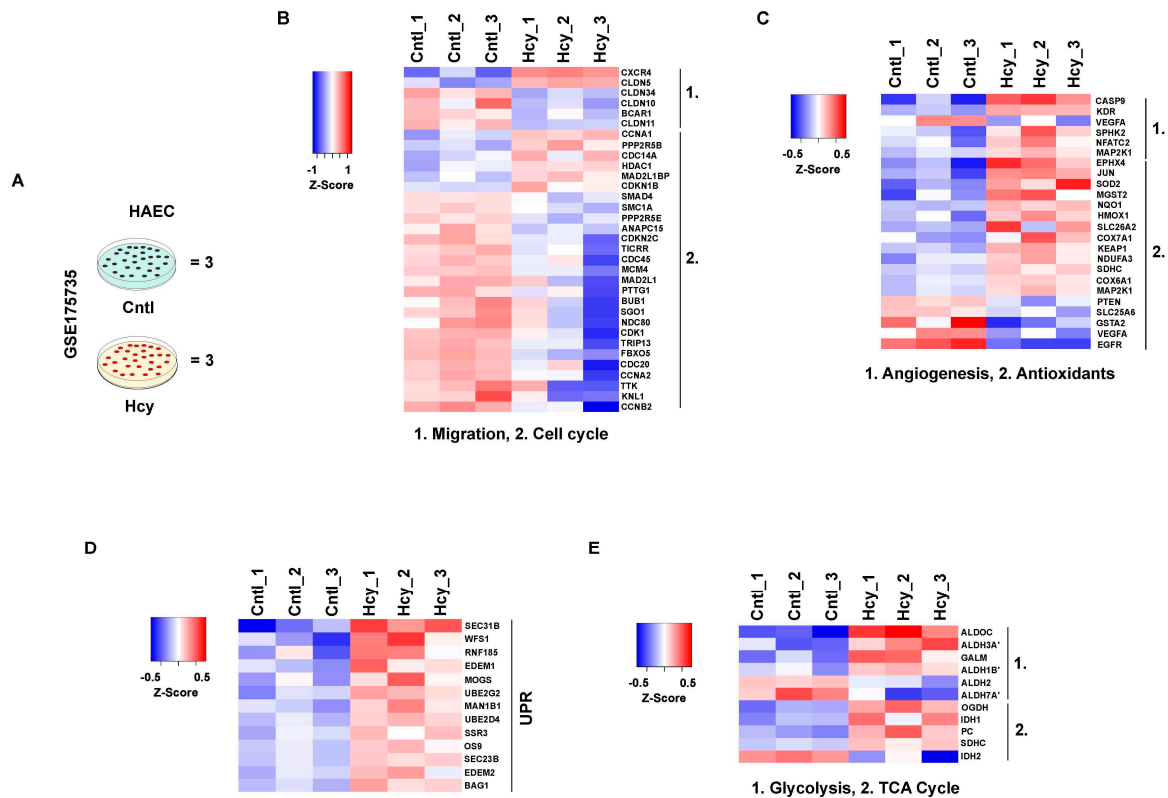 A
GSE175735
HAEC
= 3
Cntl
= 3
Hcy
B
Cntl_1
Cntl_2
Cntl_3
Hcy_1
Hcy_2
Hcy_3
-1
1
Z-Score
CXCR4
CLDN5
CLDN34
CLDN10
BCAR1
CLDN11
CCNA1
PPP2R5B
CDC14A
HDAC1
MAD2L1BP
CDKN1B
SMAD4
SMC1A
PPP2R5E
ANAPC15
CDKN2C
TICRR
CDC45
MCM4
MAD2L1
PTTG1
BUB1
SGO1
NDC80
CDK1
TRIP13
FBXO5
CDC20
CCNA2
TTK
KNL1
CCNB2
1.
2.
1. Migration, 2. Cell cycle
C
Cntl_1
Cntl_2
Cntl_3
Hcy_1
Hcy_2
Hcy_3
-0.5
0.5
Z-Score
CASP9
KDR
VEGFA
SPHK2
NFATC2
MAP2K1
EPHX4
JUN
SOD2
MGST2
NQO1
HMOX1
SLC26A2
COX7A1
KEAP1
NDUFA3
SDHC
COX6A1
MAP2K1
PTEN
SLC25A6
GSTA2
VEGFA
EGFR
1.
2.
1. Angiogenesis, 2. Antioxidants
D
Cntl_1
Cntl_2
Cntl_3
Hcy_1
Hcy_2
Hcy_3
-0.5
0.5
Z-Score
SEC31B
WFS1
RNF185
EDEM1
MOGS
UBE2G2
MAN1B1
UBE2D4
SSR3
OS9
SEC23B
EDEM2
BAG1
UPR
E
Cntl_1
Cntl_2
Cntl_3
Hcy_1
Hcy_2
Hcy_3
-0.5
0.5
Z-Score
ALDOC
ALDH3A'
GALM
ALDH1B'
ALDH2
ALDH7A'
OGDH
IDH1
PC
SDHC
IDH2
1.
2.
1. Glycolysis, 2. TCA Cycle